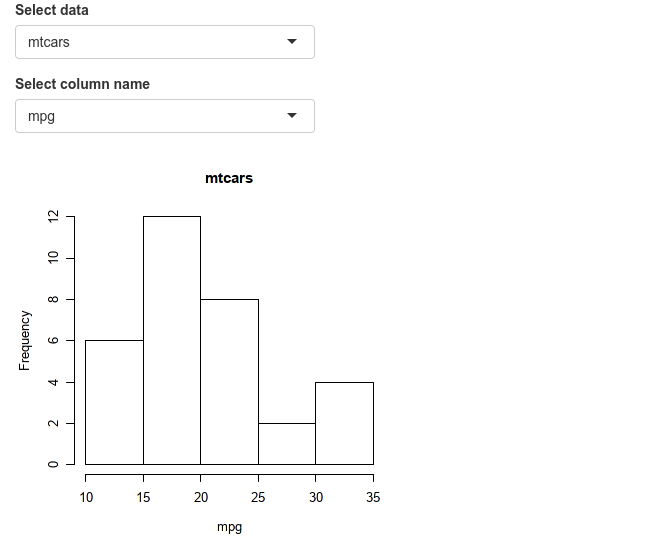 Select data
mtcars
Select column name
mpg
mtcars
Frequency
12
10
8
6
4
2
0
10 15 20 25 30 35
mpg